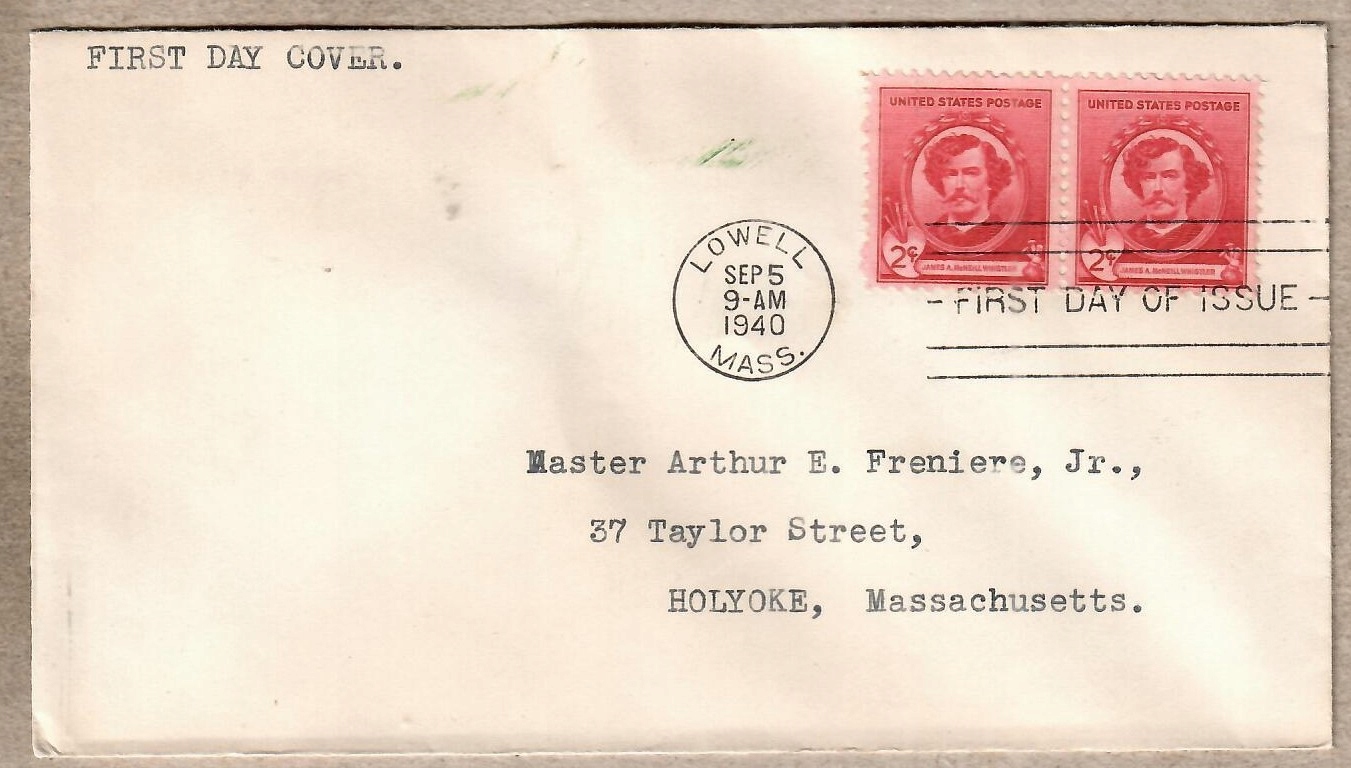 FIRST DAY COVER.
UNITED STATES POSTAGE
2¢
JAMES A. McNEILL WHISTLER
UNITED STATES POSTAGE
2¢
JAMES A. McNEILL WHISTLER
LOWELL
SEP 5
9-AM
1940
MASS.
- FIRST DAY OF ISSUE -
Master Arthur E. Freniere, Jr.,
37 Taylor Street,
HOLYOKE, Massachusetts.